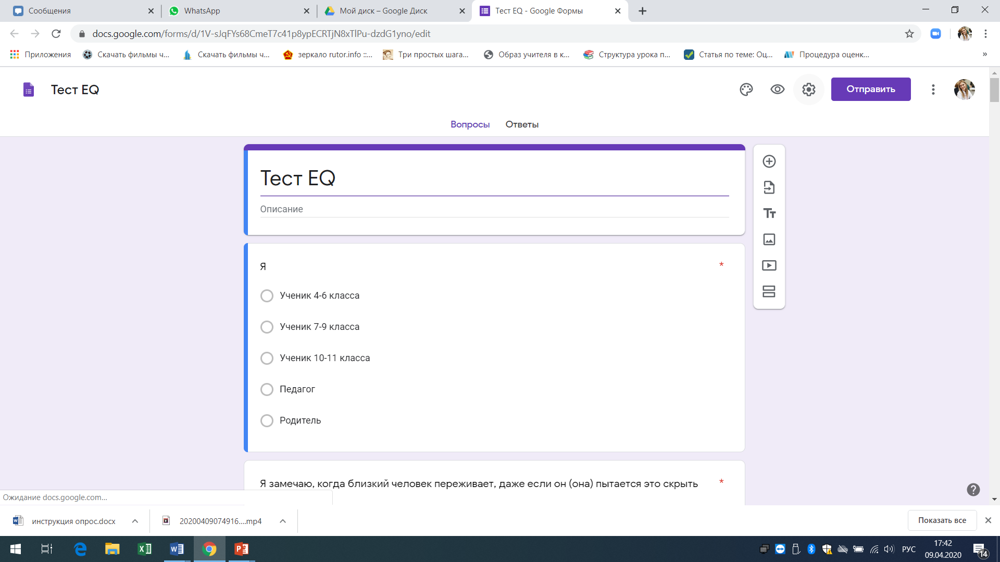 Сообщения
WhatsApp
Мой диск – Google Диск
Тест EQ - Google Формы
docs.google.com/forms/d/1V-sJqFYs68CmeT7c41p8ypECRTjN8xTlPu-dzdG1yno/edit
Приложения
Скачать фильмы ч...
Скачать фильмы ч...
зеркало rutor.info ::...
Три простых шага...
Образ учителя в к...
Структура урока п...
Статья по теме: Оц...
Процедура оценк...
»
Тест EQ
Отправить
Вопросы
Ответы
Тест EQ
Описание
Tт
Я *
Ученик 4-6 класса
Ученик 7-9 класса
Ученик 10-11 класса
Педагог
Родитель
Я замечаю, когда близкий человек переживает, даже если он (она) пытается это скрыть *
Ожидание docs.google.com...
инструкция опрос.docx
20200409074916....mp4
Показать все
РУС
17:42
09.04.2020
14